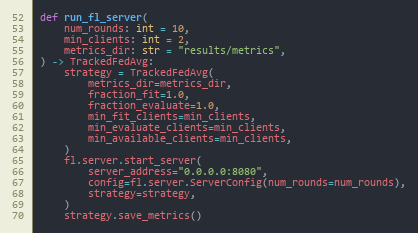 52 def run_fl_server(
53     num_rounds: int = 10,
54     min_clients: int = 2,
55     metrics_dir: str = "results/metrics",
56 ) -> TrackedFedAvg:
57     strategy = TrackedFedAvg(
58         metrics_dir=metrics_dir,
59         fraction_fit=1.0,
60         fraction_evaluate=1.0,
61         min_fit_clients=min_clients,
62         min_evaluate_clients=min_clients,
63         min_available_clients=min_clients,
64     )
65     fl.server.start_server(
66         server_address="0.0.0.0:8080",
67         config=fl.server.ServerConfig(num_rounds=num_rounds),
68         strategy=strategy,
69     )
70     strategy.save_metrics()